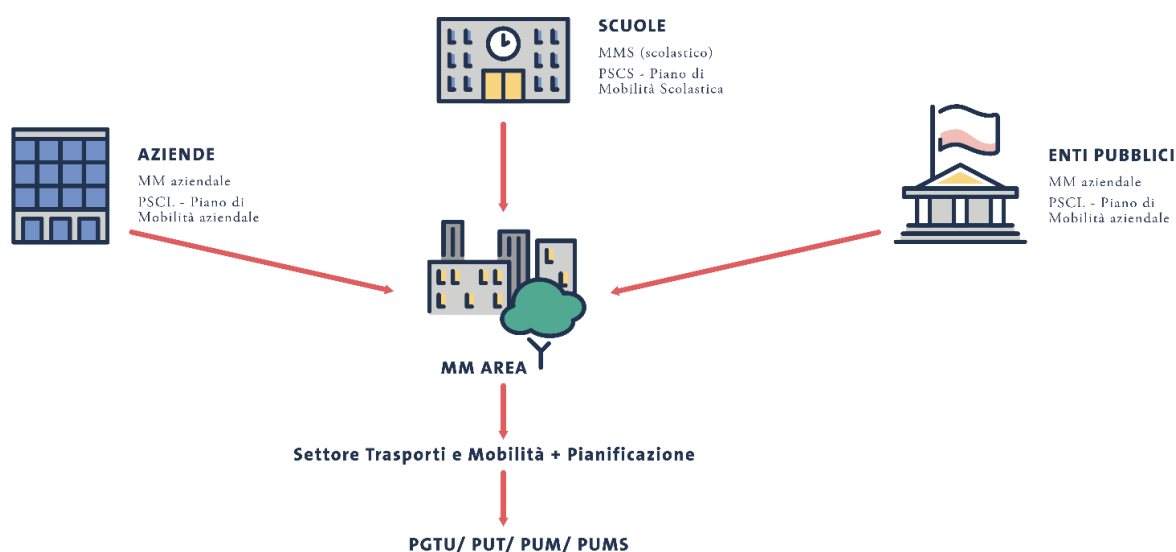 SCUOLE
MMS (scolastico)
PSCS - Piano di
Mobilità Scolastica
AZIENDE
MM aziendale
PSCL - Piano di
Mobilità aziendale
ENTI PUBBLICI
MM aziendale
PSCL - Piano di
Mobilità aziendale
MM AREA
Settore Trasporti e Mobilità + Pianificazione
PGTU/ PUT/ PUM/ PUMS